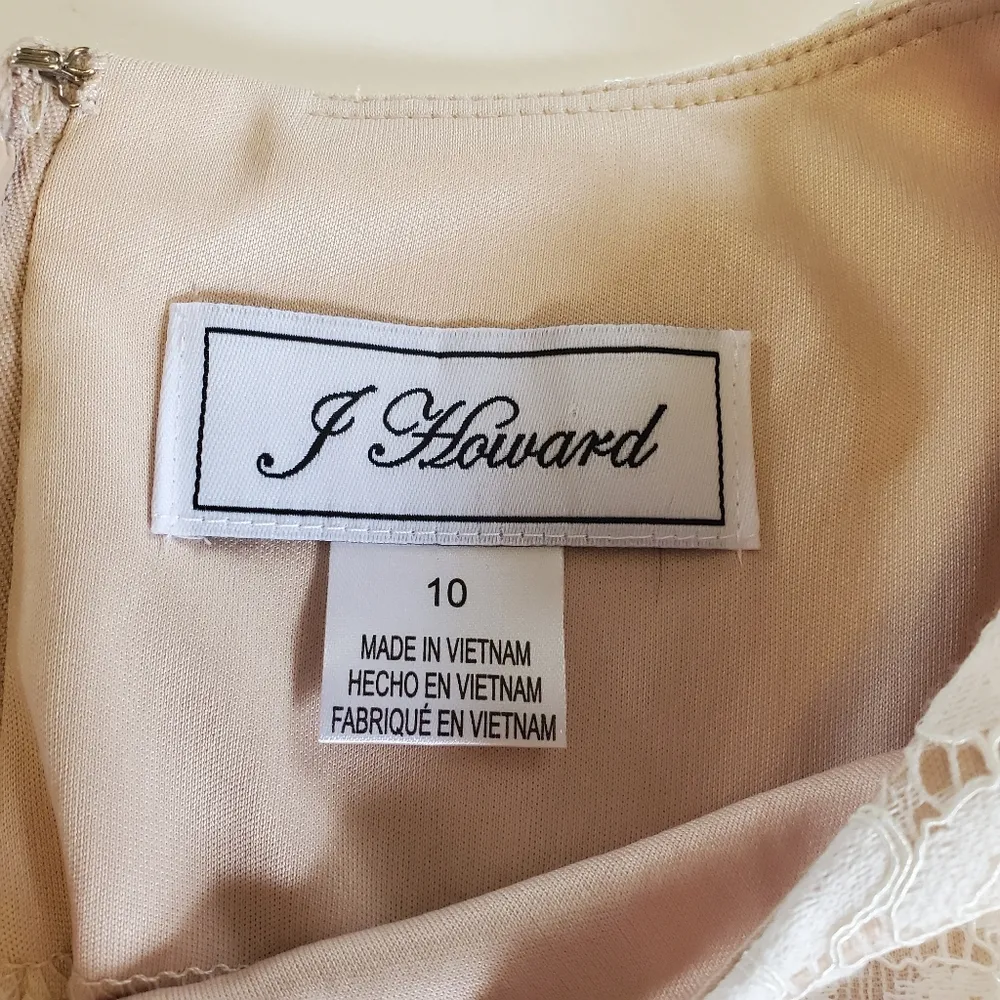 J Howard
10
MADE IN VIETNAM
HECHO EN VIETNAM
FABRIQUÉ EN VIETNAM